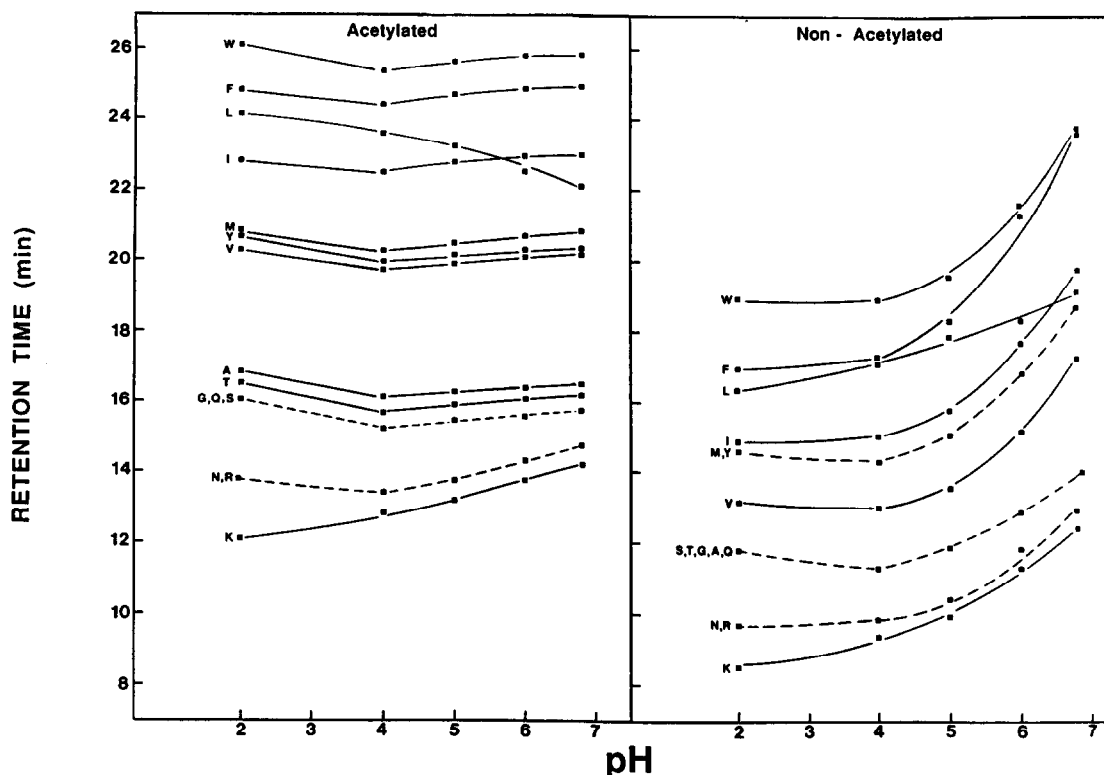 Acetylated
Non - Acetylated
RETENTION TIME (min)
26
24
22
20
18
16
14
12
10
8
W
F
L
I
M
Y
V
A
T
G,Q,S
N,R
K
W
F
L
I
M,Y
V
S,T,G,A,Q
N,R
K
2
3
4
5
6
7
2
3
4
5
6
7
pH